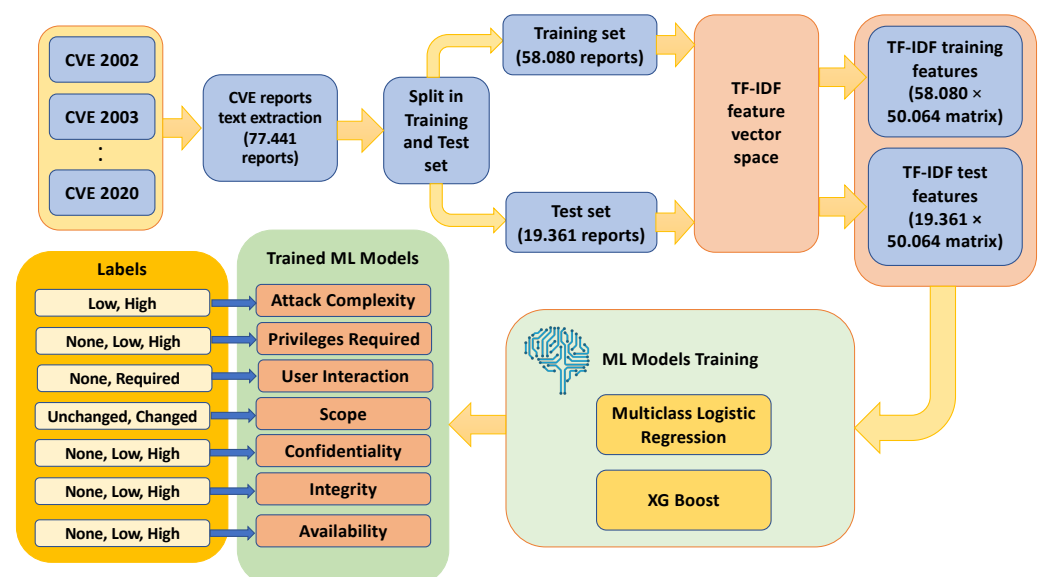 CVE 2002
CVE 2003
:
CVE 2020
CVE reports
text extraction
(77.441
reports)
Split in
Training
and Test
set
Training set
(58.080 reports)
Test set
(19.361 reports)
TF-IDF
feature
vector
space
TF-IDF training
features
(58.080 ×
50.064 matrix)
TF-IDF test
features
(19.361 ×
50.064 matrix)
ML Models Training
Multiclass Logistic
Regression
XG Boost
Trained ML Models
Attack Complexity
Privileges Required
User Interaction
Scope
Confidentiality
Integrity
Availability
Labels
Low, High
None, Low, High
None, Required
Unchanged, Changed
None, Low, High
None, Low, High
None, Low, High